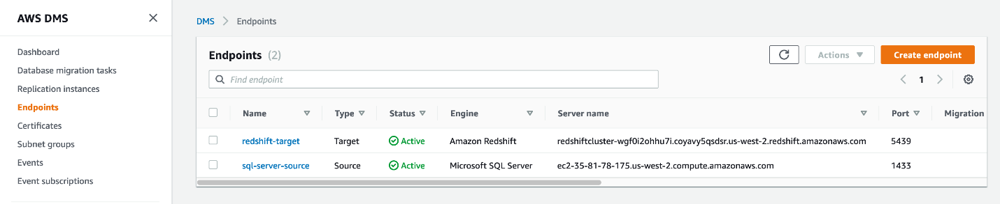 AWS DMS
Dashboard
Database migration tasks
Replication instances
Endpoints
Certificates
Subnet groups
Events
Event subscriptions
DMS Endpoints
Endpoints (2)
Actions
Create endpoint
Find endpoint
1
Name Type Status Engine Server name Port Migration
redshift-target Target Active Amazon Redshift redshiftcluster-wgf0i2ohhu7i.coyavy5qsdsr.us-west-2.redshift.amazonaws.com 5439
sql-server-source Source Active Microsoft SQL Server ec2-35-81-78-175.us-west-2.compute.amazonaws.com 1433